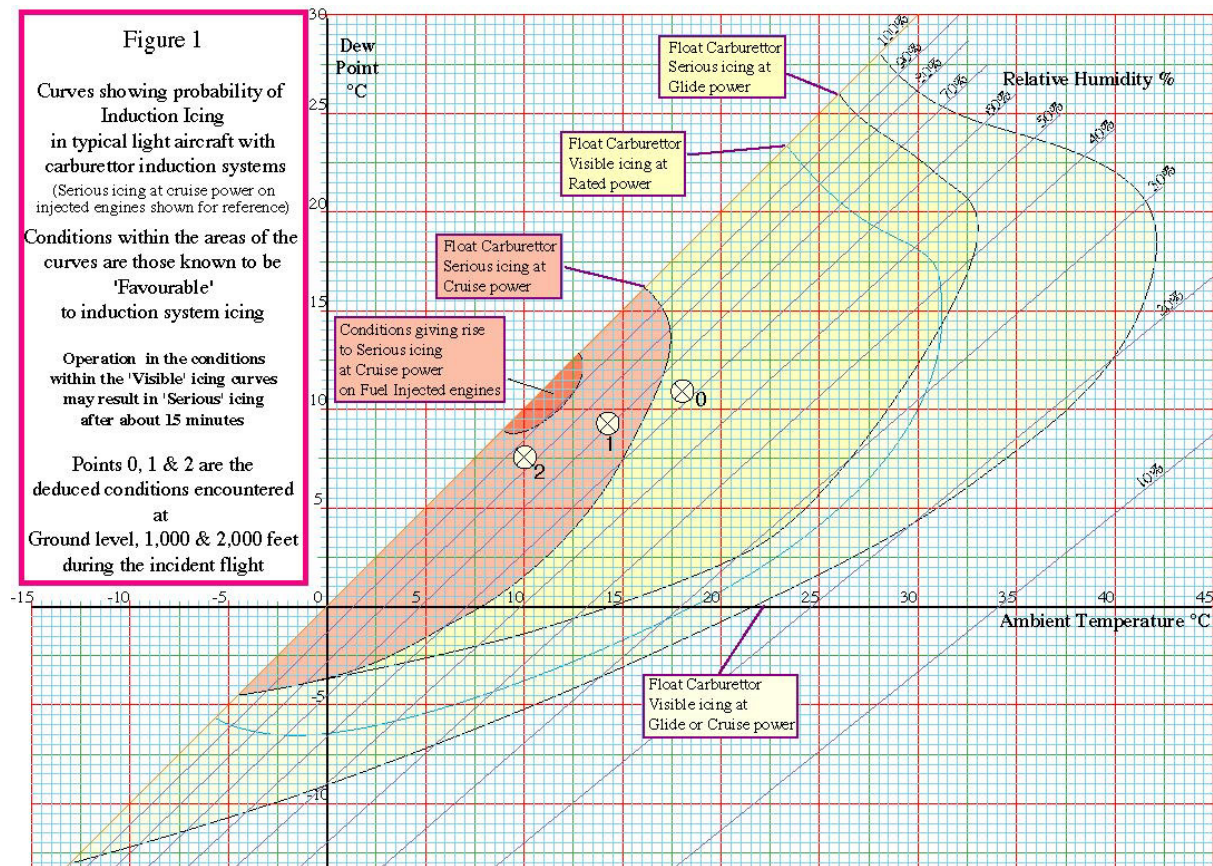 Figure 1
Curves showing probability of
Induction Icing
in typical light aircraft with
carburettor induction systems
(Serious icing at cruise power on
injected engines shown for reference)
Conditions within the areas of the
curves are those known to be
'Favourable'
to induction system icing
Operation in the conditions
within the 'Visible' icing curves
may result in 'Serious' icing
after about 15 minutes
Points 0, 1 & 2 are the
deduced conditions encountered
at
Ground level, 1,000 & 2,000 feet
during the incident flight
30
Dew
Point
°C
25
20
15
10
5
-5
-10
Float Carburettor
Serious icing at
Glide power
Float Carburettor
Visible icing at
Rated power
Float Carburettor
Serious icing at
Cruise power
Conditions giving rise
to Serious icing
at Cruise power
on Fuel Injected engines
100%
90%
80%
70%
60%
50%
40%
30%
20%
10%
Relative Humidity %
0
1
2
-15
-10
-5
0
5
10
15
20
25
30
35
40
45
Ambient Temperature °C
Float Carburettor
Visible icing at
Glide or Cruise power